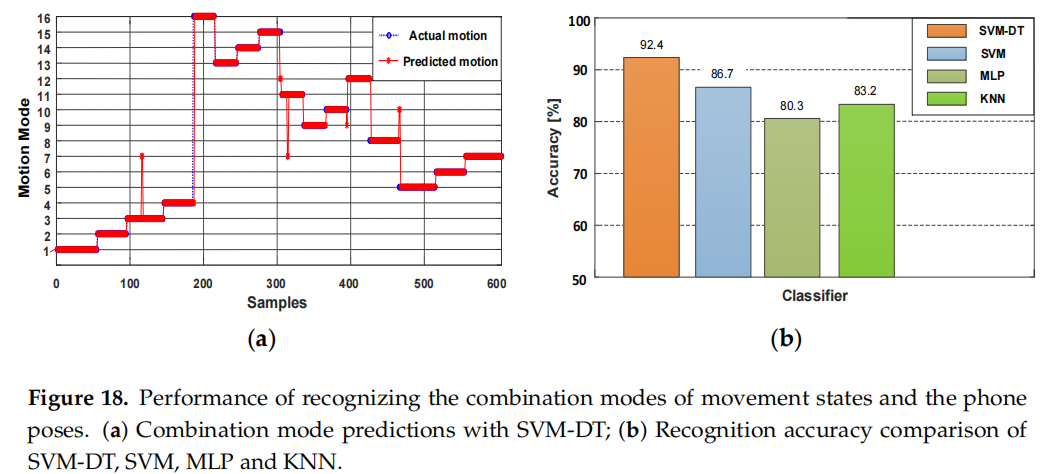 16
15
14
13
12
11
10
9
8
7
6
5
4
3
2
1
Motion Mode
0 100 200 300 400 500 600
Samples
Actual motion
Predicted motion
(a)
100
90
80
70
60
50
Accuracy [%]
92.4
86.7
80.3
83.2
SVM-DT
SVM
MLP
KNN
Classifier
(b)
Figure 18. Performance of recognizing the combination modes of movement states and the phone
poses. (a) Combination mode predictions with SVM-DT; (b) Recognition accuracy comparison of
SVM-DT, SVM, MLP and KNN.